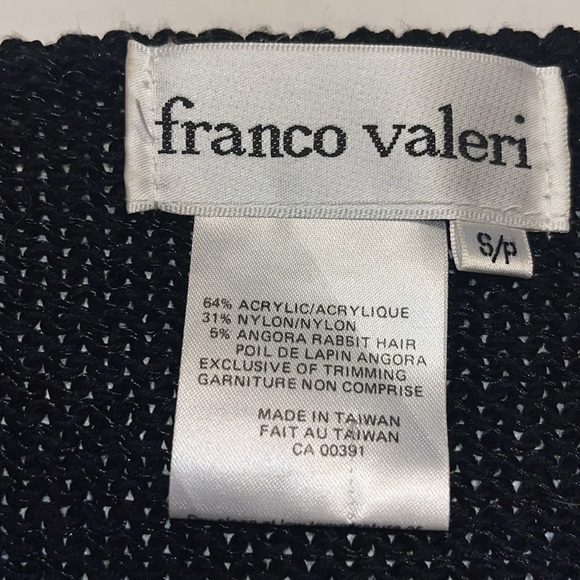 franco valeri
S/P
64% ACRYLIC/ACRYLIQUE
31% NYLON/NYLON
5% ANGORA RABBIT HAIR
POIL DE LAPIN ANGORA
EXCLUSIVE OF TRIMMING
GARNITURE NON COMPRISE
MADE IN TAIWAN
FAIT AU TAIWAN
CA 00391